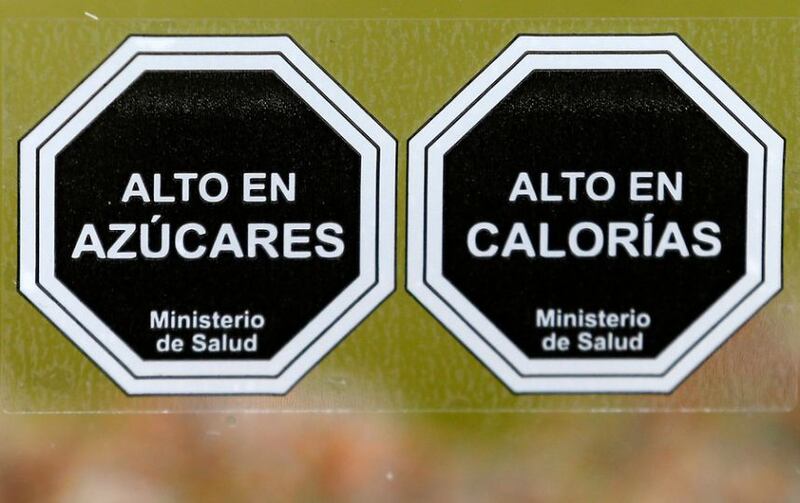 ALTO EN
AZÚCARES
Ministerio
de Salud
ALTO EN
CALORÍAS
Ministerio
de Salud